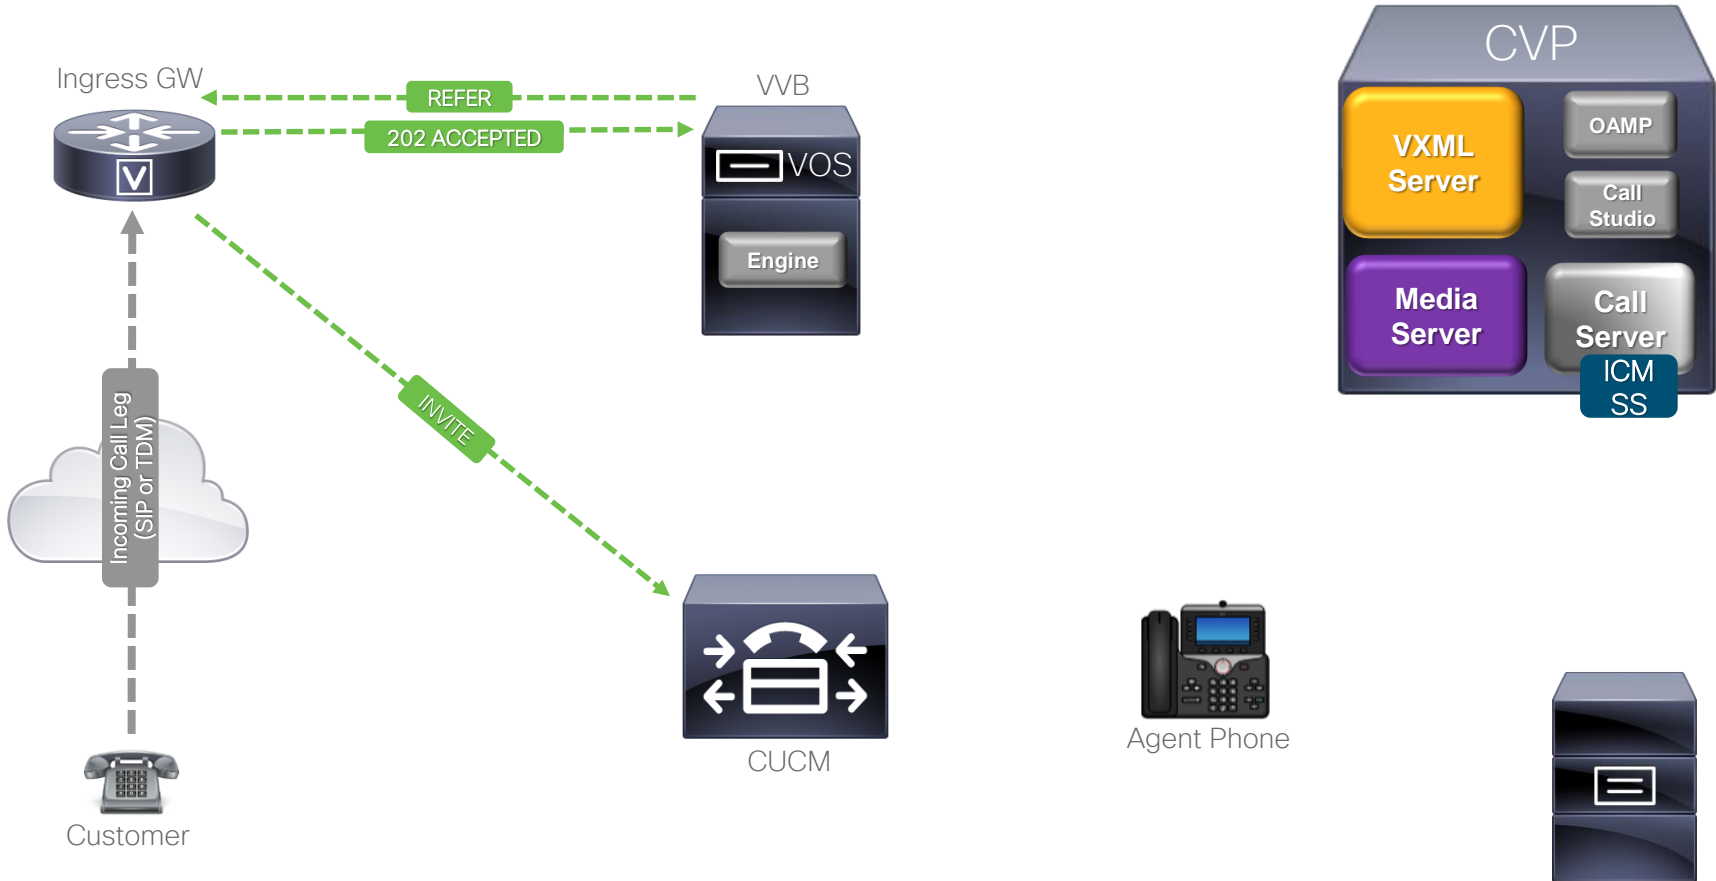 CVP
Ingress GW
REFER
VVB
202 ACCEPTED
VOS
VXML
Server
OAMP
Call
Studio
Engine
Media
Server
Call
Server
ICM
SS
INVITE
Incoming Call Leg
(SIP or TDM)
Agent Phone
CUCM
Customer